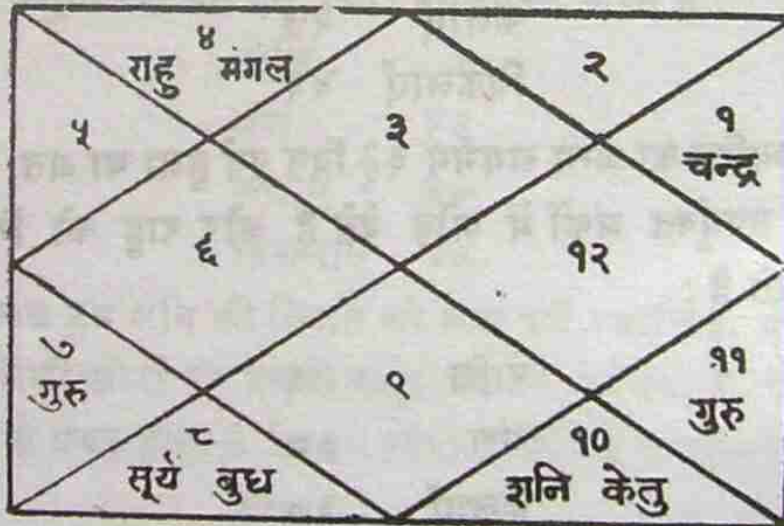 ४
राहु मंगल
२
५
३
१
चन्द्र
६
१२
७
गुरु
९
११
गुरु
८
सूर्य बुध
१०
शनि केतु